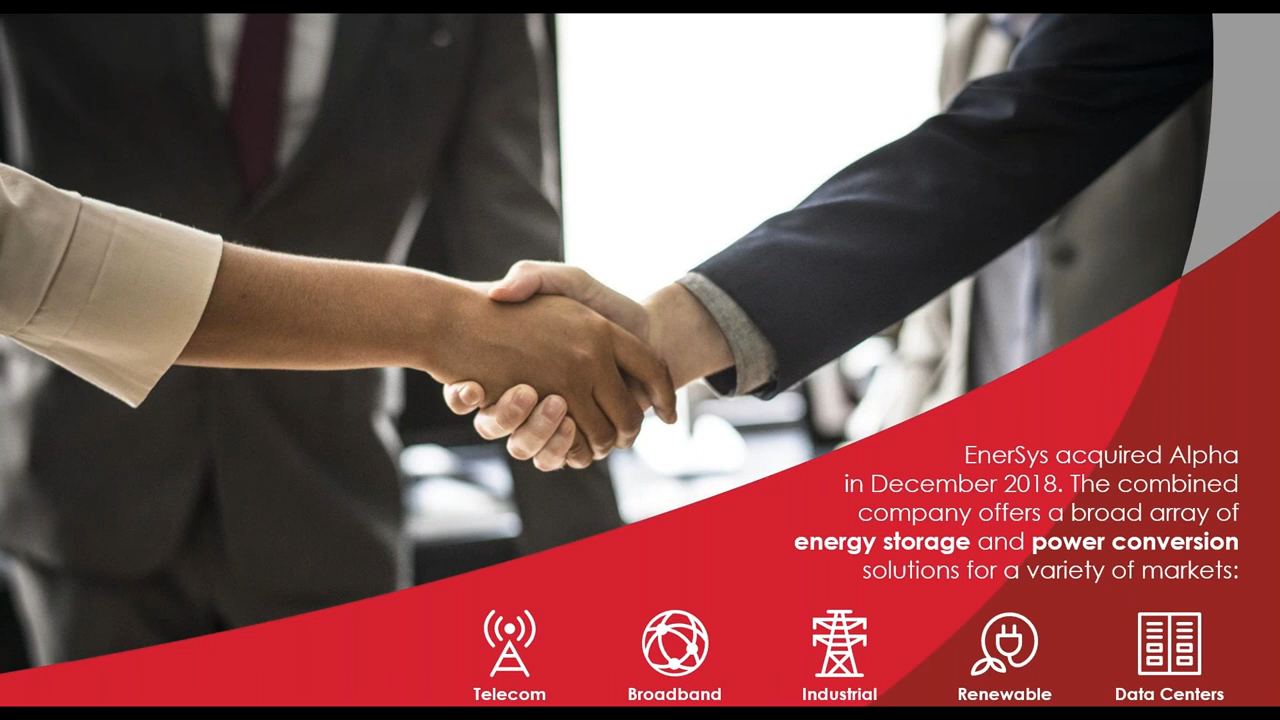 EnerSys acquired Alpha
in December 2018. The combined
company offers a broad array of
energy storage and power conversion
solutions for a variety of markets:
Telecom
Broadband
Industrial
Renewable
Data Centers